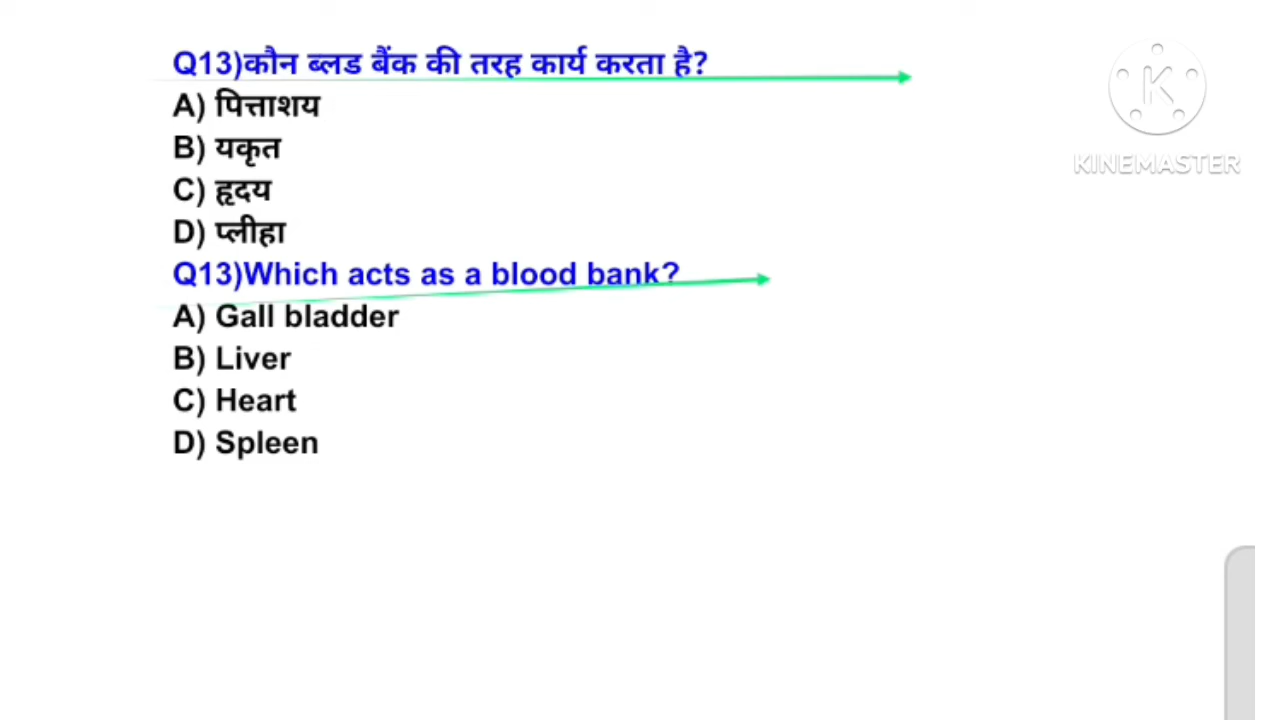 Q13)कौन ब्लड बैंक की तरह कार्य करता है?
A) पित्ताशय
B) यकृत
C) हृदय
D) प्लीहा
Q13)Which acts as a blood bank?
A) Gall bladder
B) Liver
C) Heart
D) Spleen
K
KINEMASTER